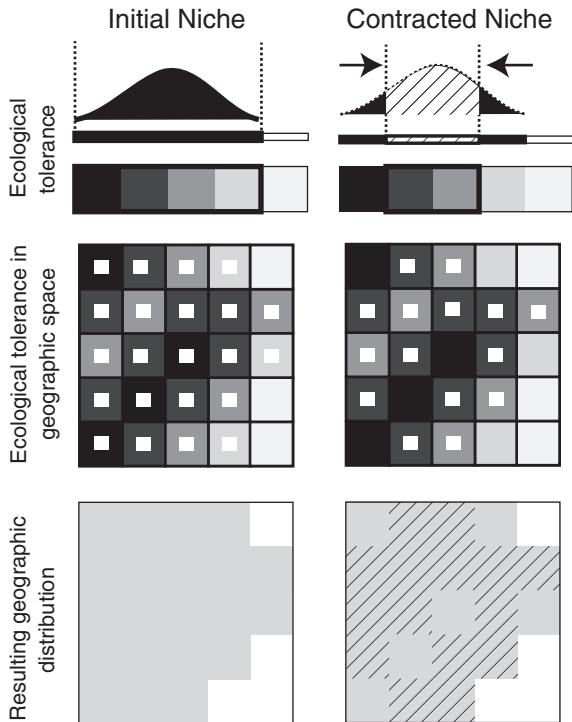 Initial Niche
Contracted Niche
Ecological
tolerance
Ecological tolerance in
geographic space
Resulting geographic
distribution